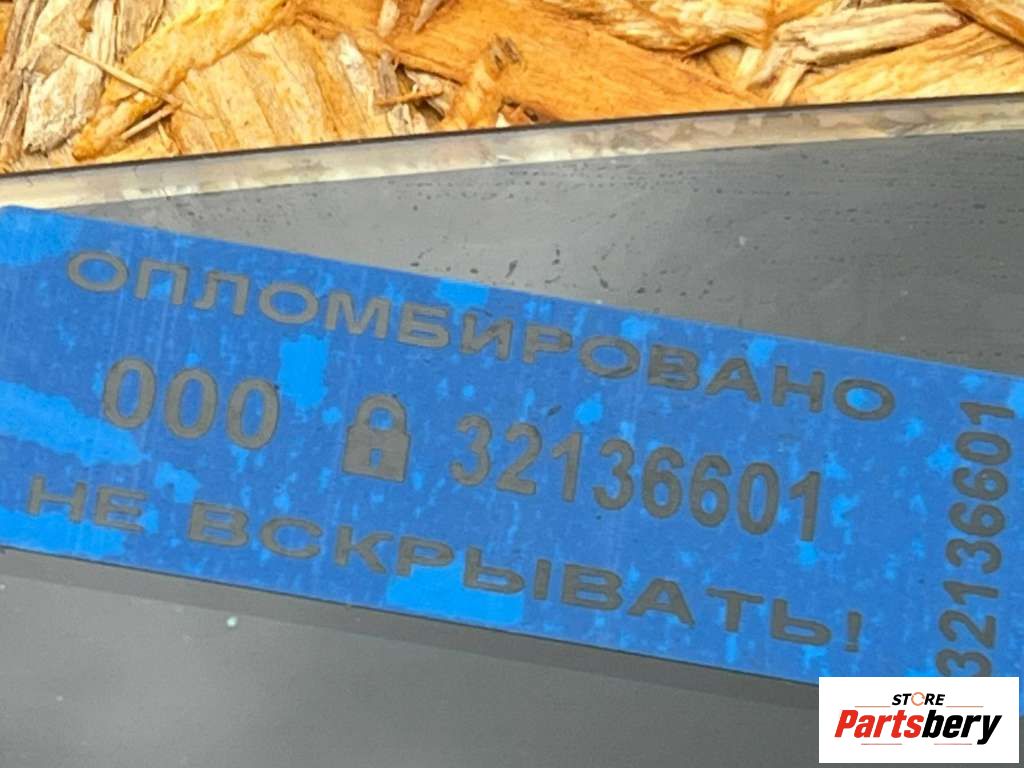 ОПЛОМБИРОВАНО
000 32136601
НЕ ВСКРЫВАТЬ!
32136601
STORE
Partsbery